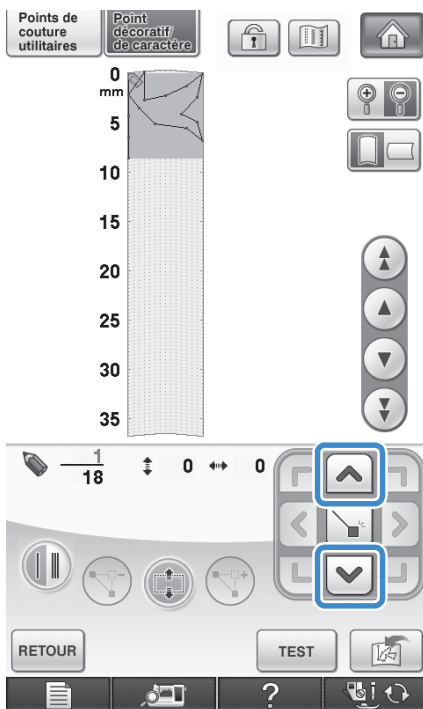 Points de
couture
utilitaires
Point
décoratif/
de caractère
0
mm
5
10
15
20
25
30
35
1
18
0
0
RETOUR
TEST
?